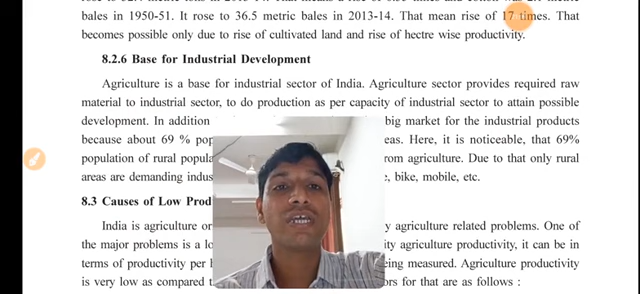 bales in 1950-51. It rose to 36.5 metric bales in 2013-14. That mean rise of 17 times. That
becomes possible only due to rise of cultivated land and rise of hectre wise productivity.
8.2.6 Base for Industrial Development
Agriculture is a base for industrial sector of India. Agriculture sector provides required raw
material to industrial sector, to do production as per capacity of industrial sector to attain possible
development. In addition big market for the industrial products
because about 69 % eas. Here, it is noticeable, that 69%
population of rural rom agriculture. Due to that only rural
areas are demanding bike, mobile, etc.
8.3 Causes of Low
India is agriculture y agriculture related problems. One of
the major problems is a ity agriculture productivity, it can be in
terms of productivity per eing measured. Agriculture productivity
is very low as compared ors for that are as follows :